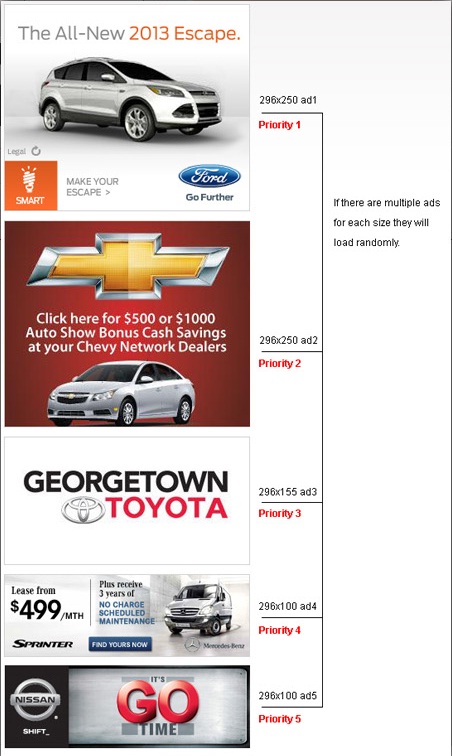 The All-New 2013 Escape.
Legal
SMART
MAKE YOUR
ESCAPE >
Ford
Go Further
296x250 ad1
Priority 1
If there are multiple ads
for each size they will
load randomly.
Click here for $500 or $1000
Auto Show Bonus Cash Savings
at your Chevy Network Dealers
296x250 ad2
Priority 2
GEORGETOWN
TOYOTA
296x155 ad3
Priority 3
Lease from
$499/MTH
SPRINTER
Plus receive
3 years of
NO CHARGE
SCHEDULED
MAINTENANCE
FIND YOURS NOW
Mercedes-Benz
296x100 ad4
Priority 4
NISSAN
SHIFT_
IT'S
GO
TIME
296x100 ad5
Priority 5